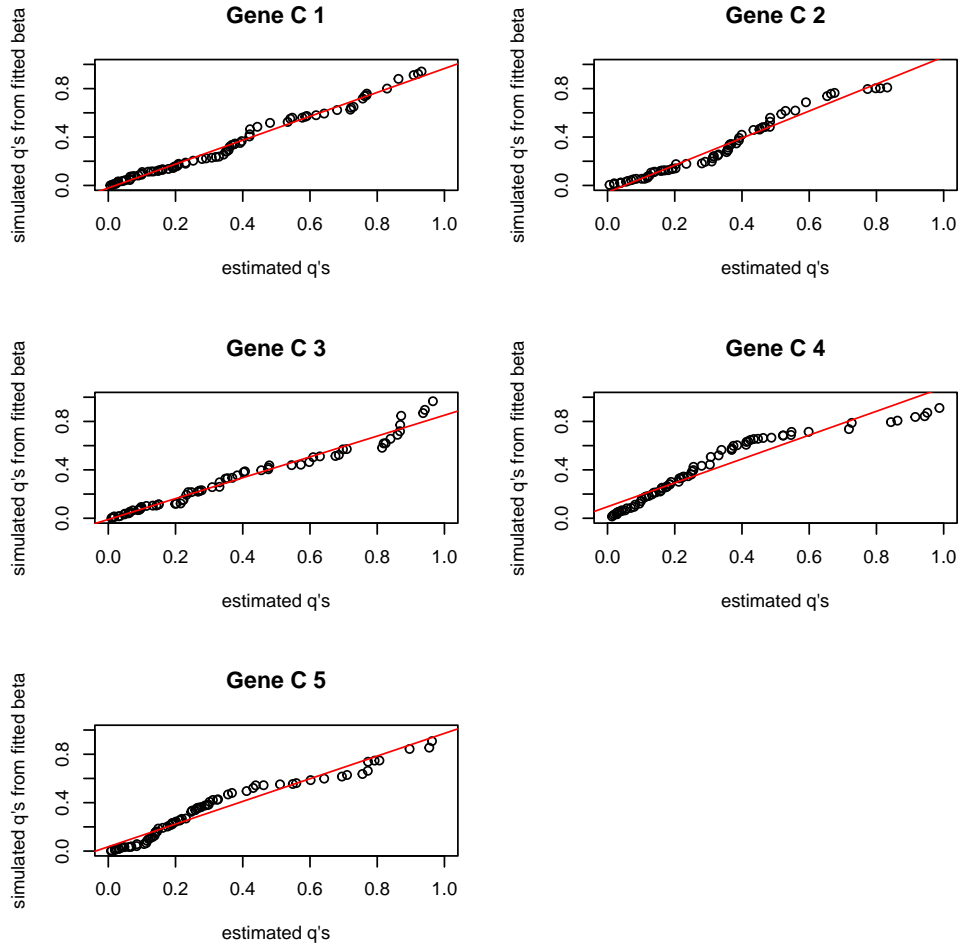 Gene C 1
simulated q's from fitted beta
0.0 0.4 0.8
0.0 0.2 0.4 0.6 0.8 1.0
estimated q's
Gene C 2
simulated q's from fitted beta
0.0 0.4 0.8
0.0 0.2 0.4 0.6 0.8 1.0
estimated q's
Gene C 3
simulated q's from fitted beta
0.0 0.4 0.8
0.0 0.2 0.4 0.6 0.8 1.0
estimated q's
Gene C 4
simulated q's from fitted beta
0.0 0.4 0.8
0.0 0.2 0.4 0.6 0.8 1.0
estimated q's
Gene C 5
simulated q's from fitted beta
0.0 0.4 0.8
0.0 0.2 0.4 0.6 0.8 1.0
estimated q's